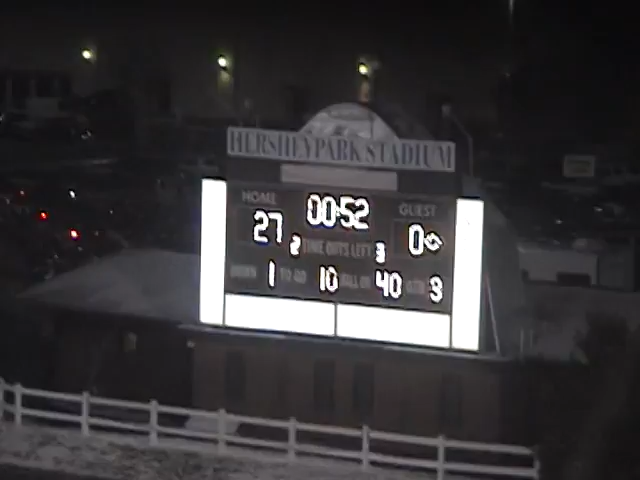 HERSHEYPARK STADIUM
HOME 00:52 GUEST
27 2 TIME OUTS LEFT 3 0
DOWN 1 TO GO 10 BALL ON 40 QTR 3